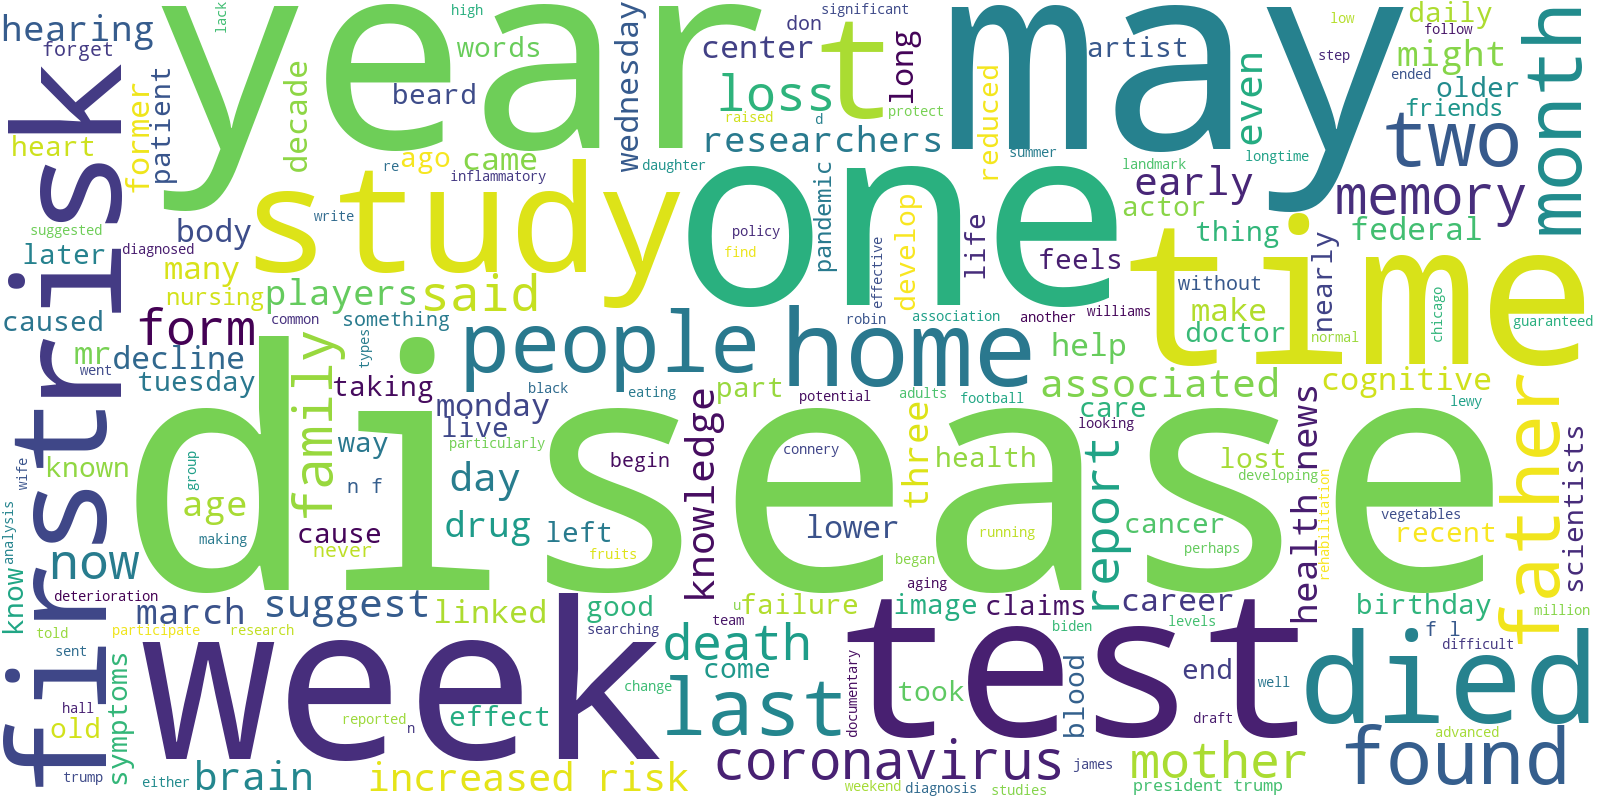 year
may
disease
one
week
test
time
study
first
risk
died
people
home
father
month
two
last
found
memory
coronavirus
mother
increased risk
death
brain
report
family
said
form
now
loss
long
t
hearing
forget
lack
high
words
significant
don
center
wednesday
artist
low
daily
follow
might
step
ended
older
friends
even
beard
decade
former
patient
heart
raised
d
protect
researchers
reduced
summer
landmark
longtime
re
ago
came
inflammatory
daughter
early
actor
write
policy
find
pandemic
effective
develop
life
feels
thing
federal
nearly
suggested
body
later
diagnosed
many
nursing
players
without
make
doctor
normal
chicago
guaranteed
caused
common
something
types
robin
association
another
williams
help
mr
went
decline
tuesday
taking
black
eating
part
potential
adults
football
associated
cognitive
lewy
monday
live
particularly
way
knowledge
three
care
looking
health
connery
begin
lost
developing
health news
scientists
wife
known
group
age
n f
day
analysis
making
cause
never
drug
left
fruits
lower
running
began
perhaps
cancer
vegetables
recent
rehabilitation
know
deterioration
march
suggest
linked
good
failure
u
image
aging
claims
career
birthday
million
told
participate
research
searching
team
biden
levels
f l
difficult
sent
symptoms
hall
old
trump
either
reported
n
effect
change
come
documentary
took
blood
end
well
draft
advanced
james
weekend
diagnosis
studies
president trump